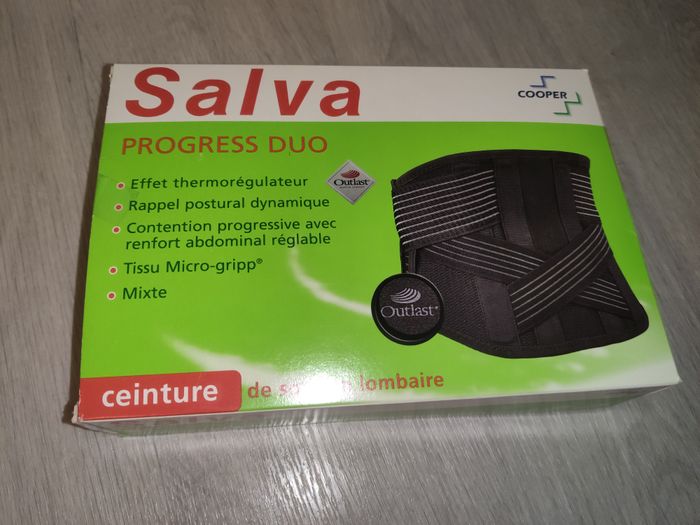 Salva
COOPER
PROGRESS DUO
• Effet thermorégulateur
Outlast®
• Rappel postural dynamique
• Contention progressive avec
renfort abdominal réglable
• Tissu Micro-gripp®
• Mixte
Outlast®
ceinture de lombaire